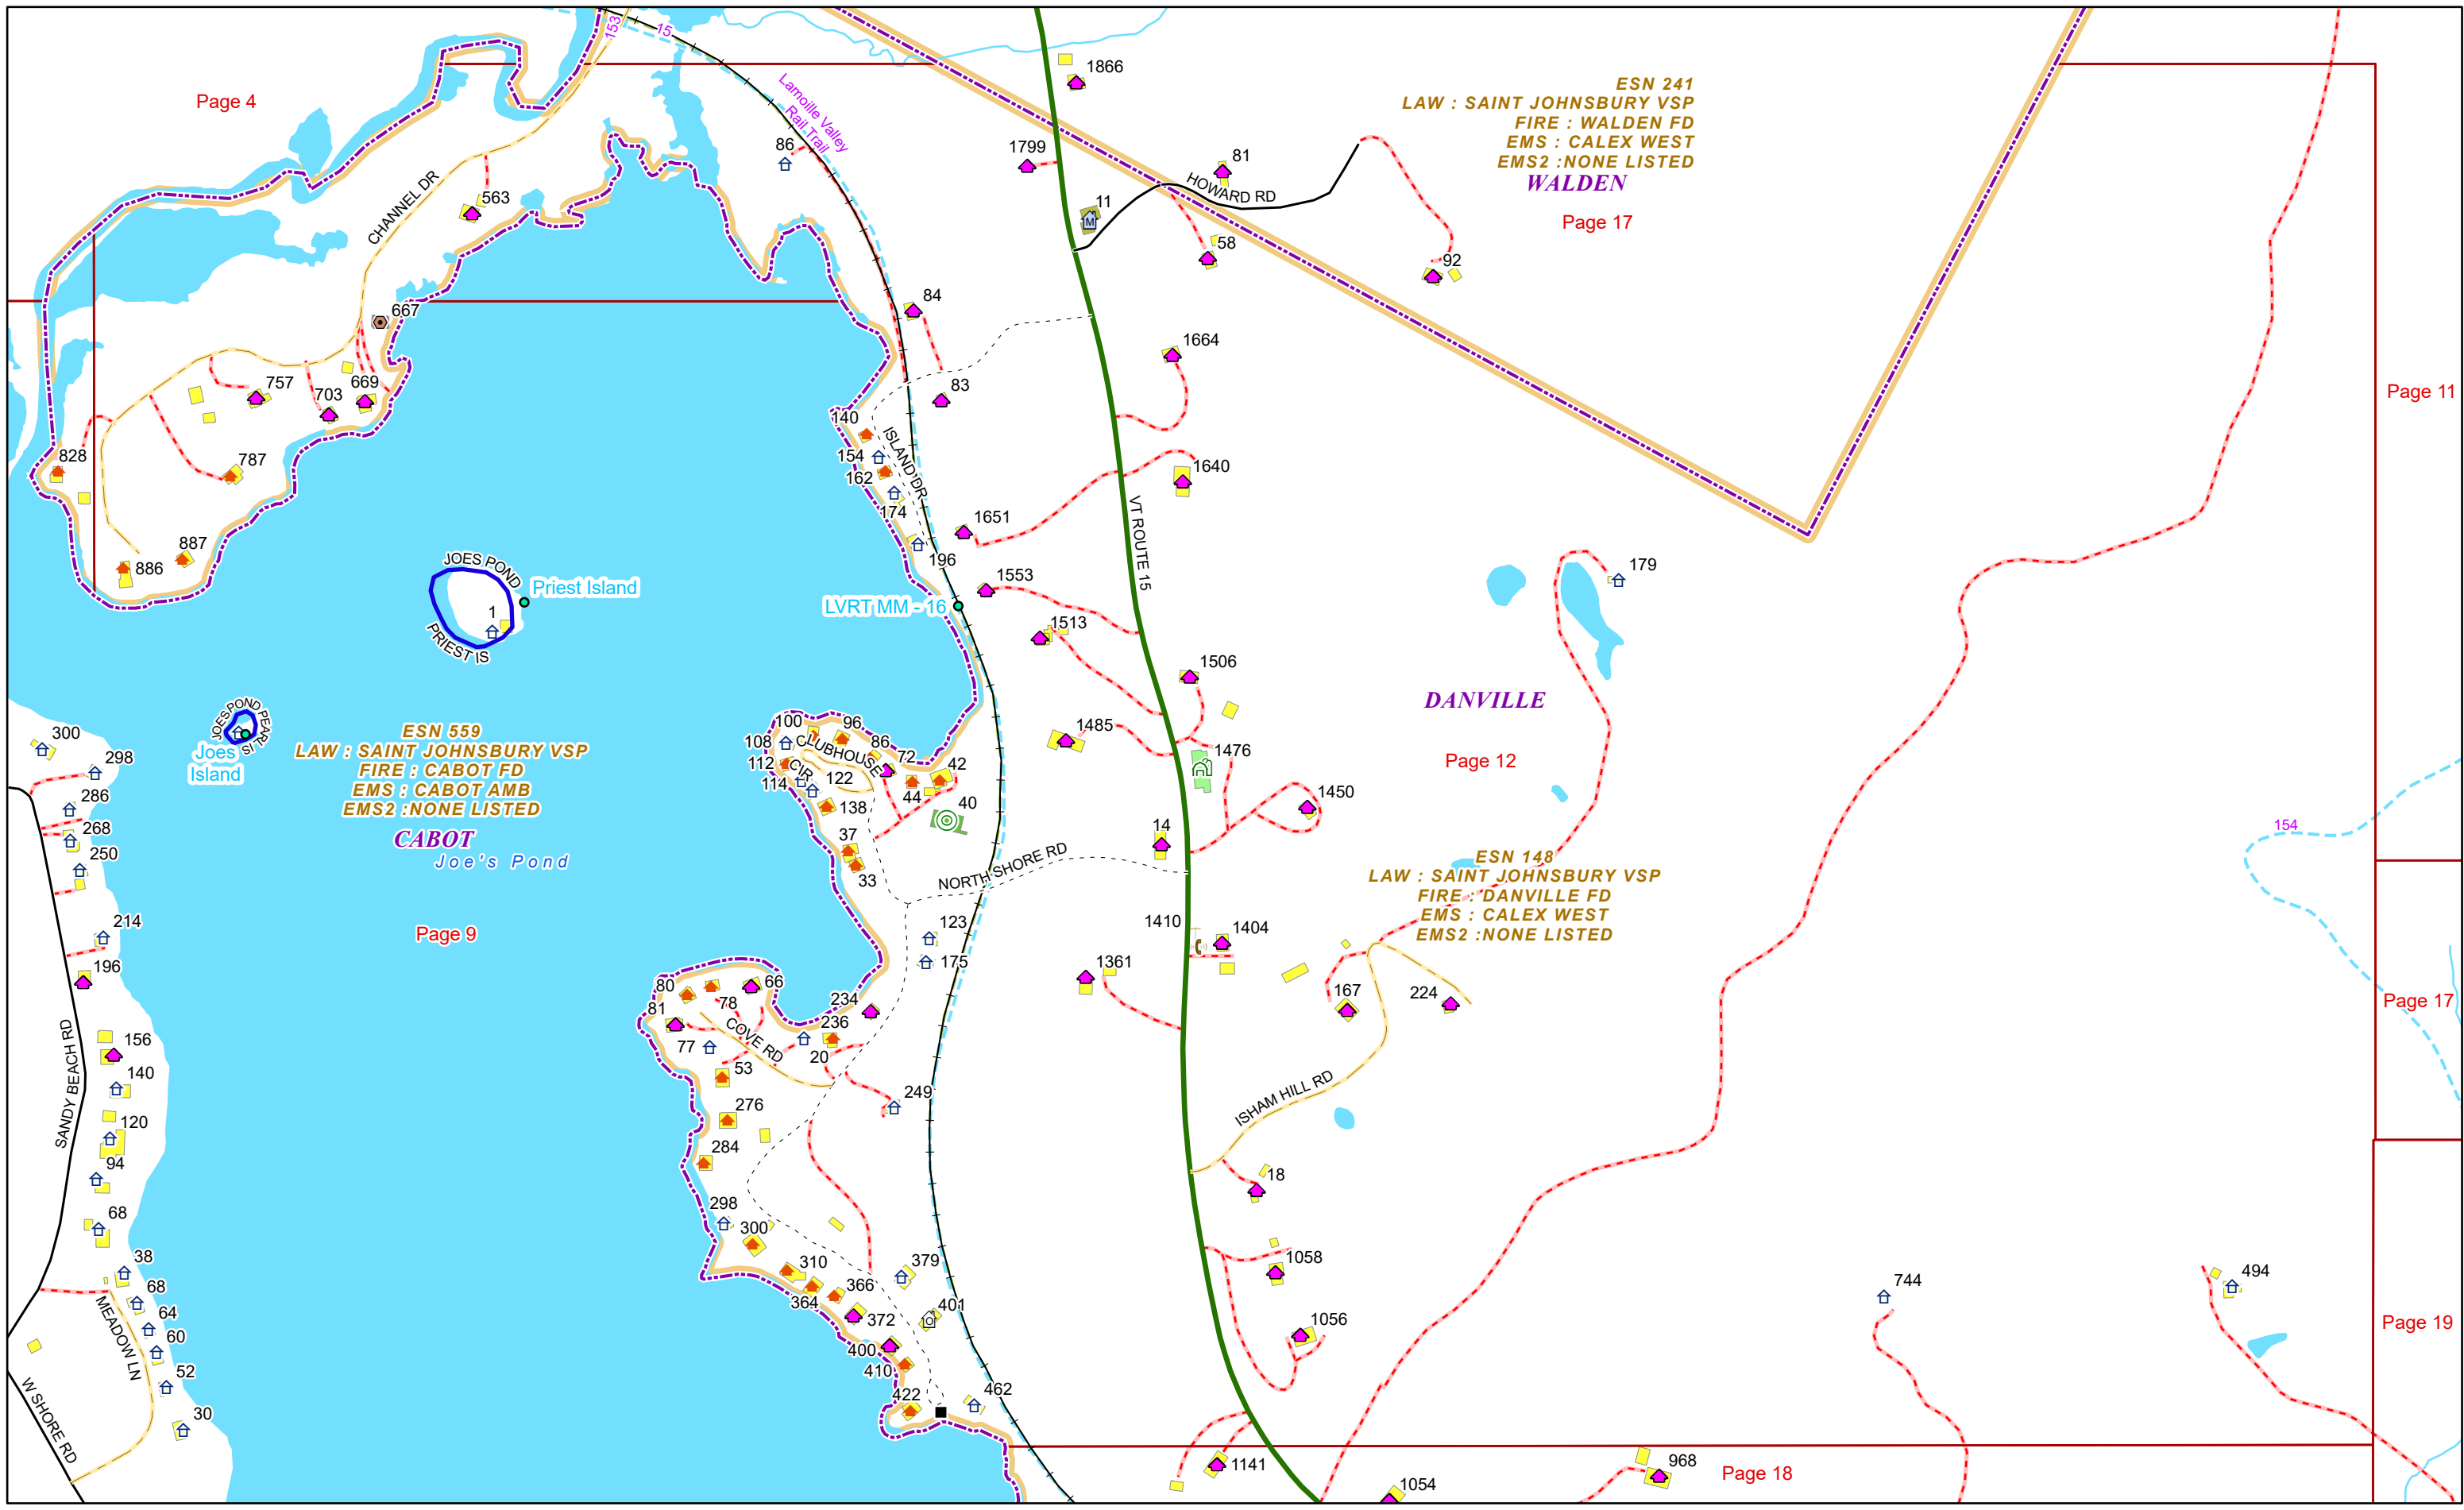 153
15
Page 4
Lamoille Valley
Rail Trail
86
1866
1799
81
ESN 241
LAW : SAINT JOHNSBURY VSP
FIRE : WALDEN FD
EMS : CALEX WEST
EMS2 :NONE LISTED
WALDEN
Page 17
HOWARD RD
11
58
92
CHANNEL DR
563
667
84
83
1664
Page 11
757
703
669
140
154
162
174
ISLAND DR
828
787
1640
1651
VT ROUTE 15
887
886
196
1553
179
JOES POND
Priest Island
1
PRIEST IS
LVRT MM - 16
1513
1506
DANVILLE
Page 12
JOES POND
PEARL IS
Joes
Island
300
298
286
268
250
214
196
ESN 559
LAW : SAINT JOHNSBURY VSP
FIRE : CABOT FD
EMS : CABOT AMB
EMS2 :NONE LISTED
CABOT
Joe's Pond
Page 9
100
96
108
CLUBHOUSE
CIR
86
72
42
112
114
122
138
44
40
37
33
1485
1476
1450
14
154
NORTH SHORE RD
ESN 148
LAW : SAINT JOHNSBURY VSP
FIRE : DANVILLE FD
EMS : CALEX WEST
EMS2 :NONE LISTED
123
175
1410
1404
1361
167
224
Page 17
80
78
66
81
234
236
77
COVE RD
20
53
249
276
284
SANDY BEACH RD
156
140
120
94
68
38
68
64
60
52
30
MEADOW LN
W SHORE RD
ISHAM HILL RD
18
298
300
310
364
366
372
379
401
400
410
422
462
1058
1056
744
494
Page 19
1141
1054
968
Page 18